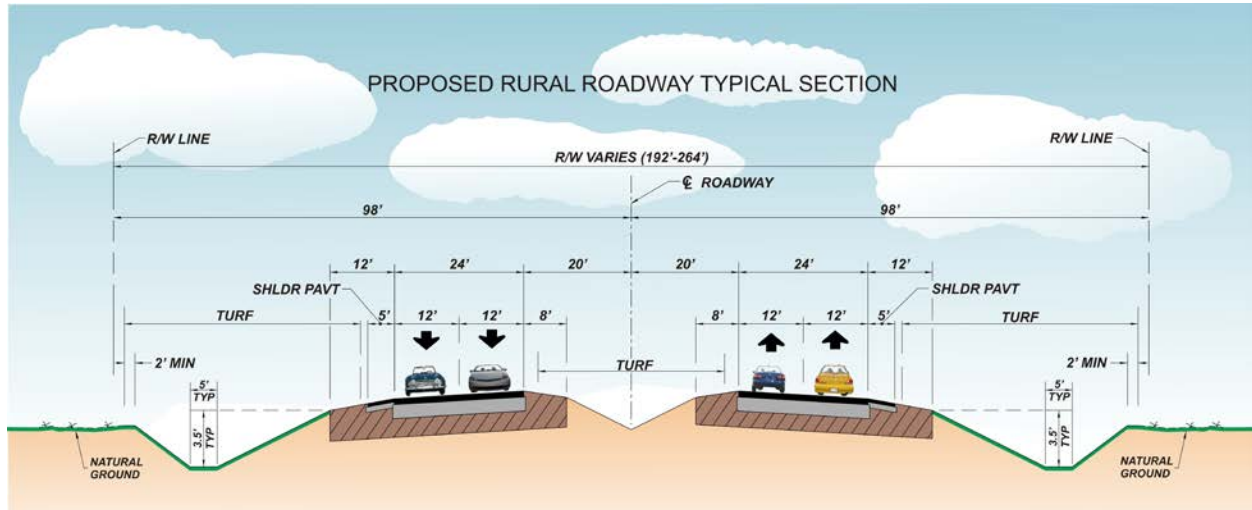 PROPOSED RURAL ROADWAY TYPICAL SECTION
R/W LINE
R/W LINE
R/W VARIES (192'-264')
℄ ROADWAY
98'
98'
12'
24'
20'
20'
24'
12'
SHLDR PAVT
SHLDR PAVT
TURF
5'
12'
12'
8'
8'
12'
12'
5'
TURF
TURF
2' MIN
2' MIN
5'
TYP
5'
TYP
3.5'
TYP
3.5'
TYP
NATURAL
GROUND
NATURAL
GROUND